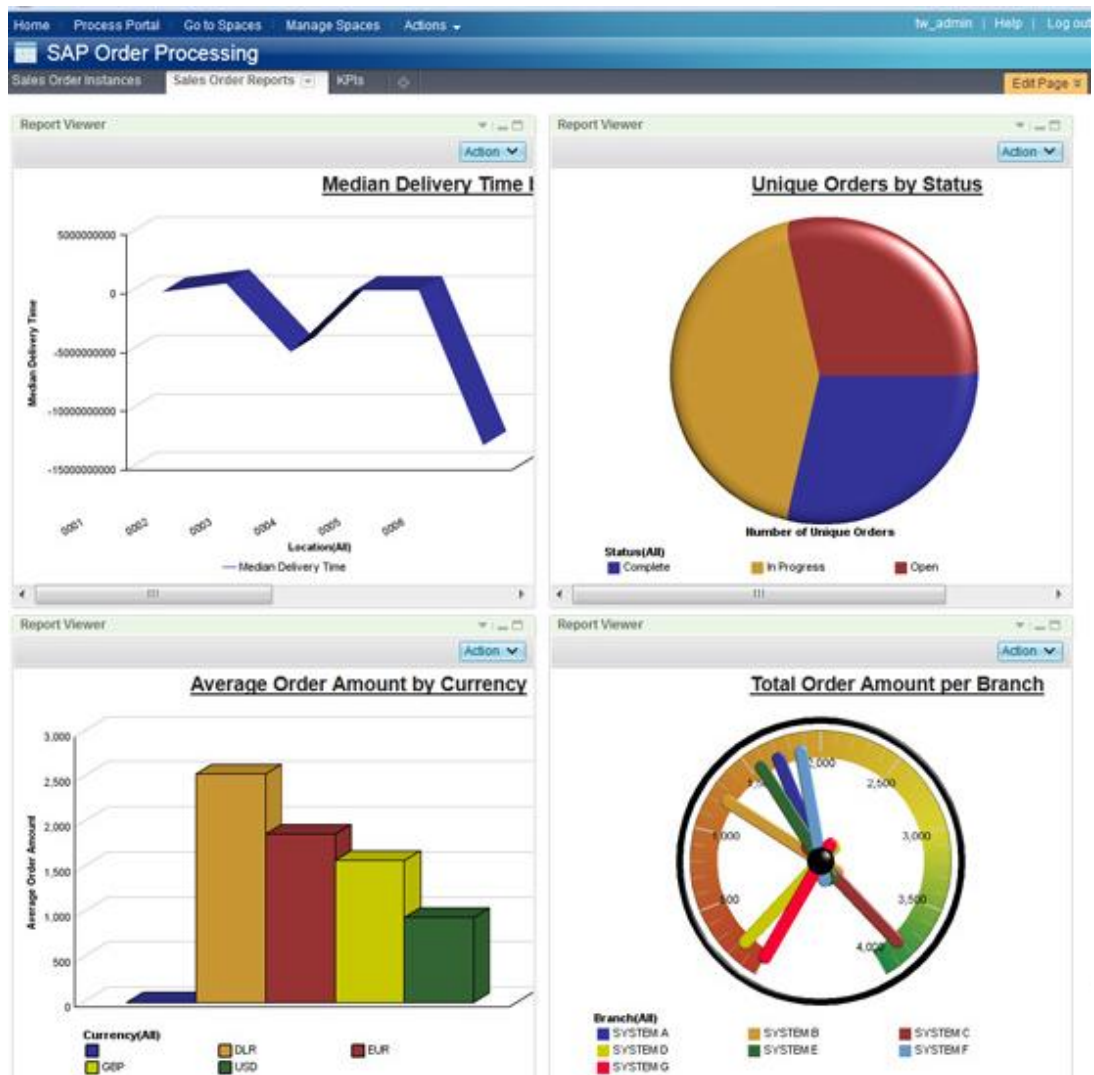 Home Process Portal Go to Spaces Manage Spaces Actions tw_admin | Help | Log out
SAP Order Processing
Sales Order Instances Sales Order Reports KPIs Edit Page
Report Viewer
Action
Median Delivery Time
5000000000
0
-5000000000
-10000000000
-15000000000
Median Delivery Time
0001 0002 0003 0004 0005 0006
Location(All)
Median Delivery Time
Report Viewer
Action
Unique Orders by Status
Number of Unique Orders
Status(All)
Complete In Progress Open
Report Viewer
Action
Average Order Amount by Currency
3,000
2,500
2,000
1,500
1,000
500
0
Average Order Amount
Currency(All)
DLR EUR
GBP USD
Report Viewer
Action
Total Order Amount per Branch
2,000
2,500
3,000
500
3,500
Branch(All)
SYSTEM A SYSTEM B SYSTEM C
SYSTEM D SYSTEM E SYSTEM F
SYSTEM G